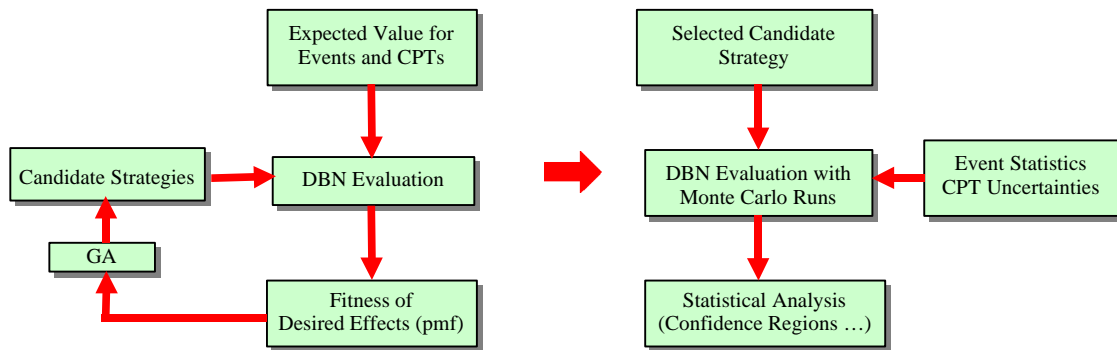 Expected Value for
Events and CPTs
Candidate Strategies
DBN Evaluation
GA
Fitness of
Desired Effects (pmf)
Selected Candidate
Strategy
DBN Evaluation with
Monte Carlo Runs
Event Statistics
CPT Uncertainties
Statistical Analysis
(Confidence Regions …)